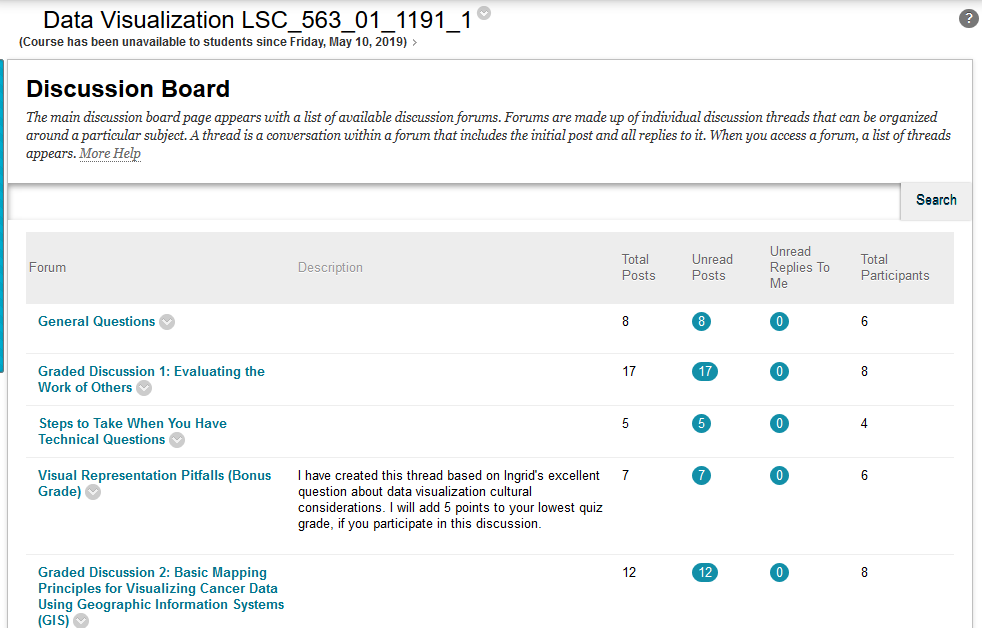 Data Visualization LSC_563_01_1191_1
?
(Course has been unavailable to students since Friday, May 10, 2019) >
Discussion Board
The main discussion board page appears with a list of available discussion forums. Forums are made up of individual discussion threads that can be organized
around a particular subject. A thread is a conversation within a forum that includes the initial post and all replies to it. When you access a forum, a list of threads
appears. More Help
Search
Forum Description Total Posts Unread Posts Unread Replies To Me Total Participants
General Questions 8 8 0 6
Graded Discussion 1: Evaluating the 17 17 0 8
Work of Others
Steps to Take When You Have 5 5 0 4
Technical Questions
Visual Representation Pitfalls (Bonus
Grade)
I have created this thread based on Ingrid's excellent
question about data visualization cultural
considerations. I will add 5 points to your lowest quiz
grade, if you participate in this discussion.
7 7 0 6
Graded Discussion 2: Basic Mapping
Principles for Visualizing Cancer Data
Using Geographic Information Systems
(GIS)
12 12 0 8